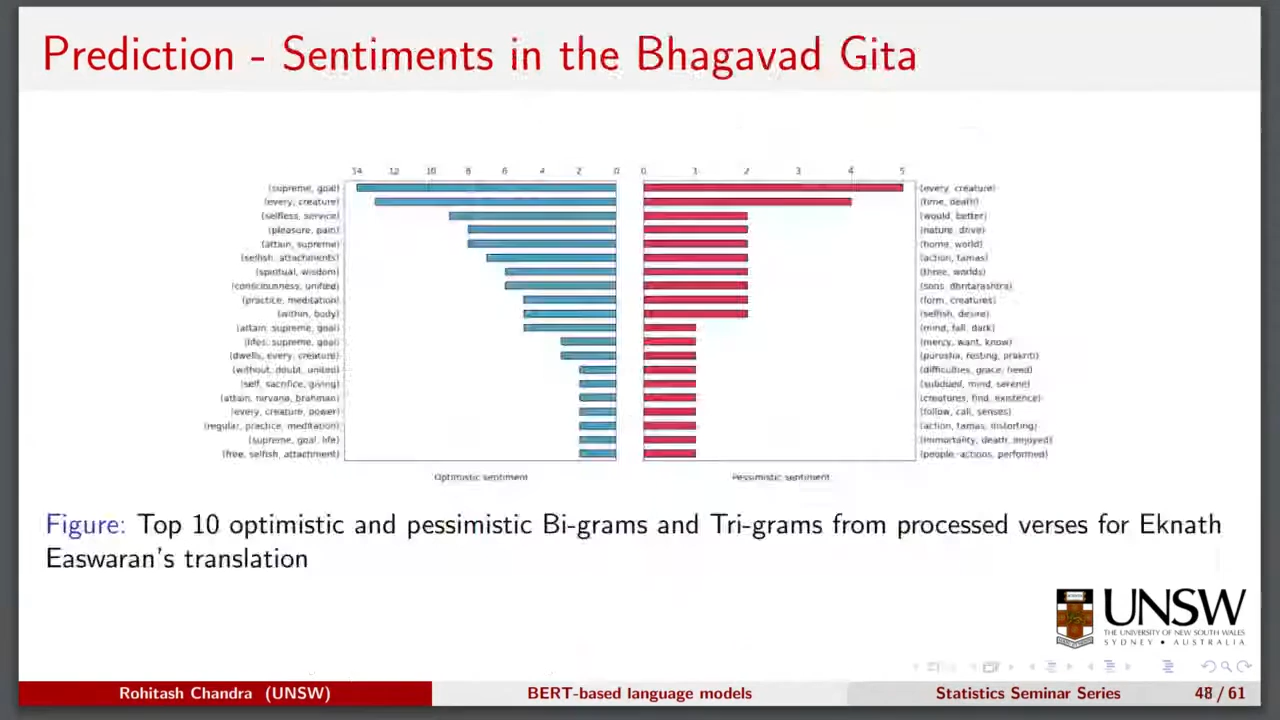 Prediction - Sentiments in the Bhagavad Gita
14 12 10 8 6 4 2 0
0 1 2 3 4 5
(supreme, goal)
(every, creature)
(selfless, service)
(pleasure, pain)
(attain, supreme)
(selfish, attachments)
(spiritual, wisdom)
(consciousness, unified)
(practice, meditation)
(within, body)
(attain, supreme, goal)
(lifes, supreme, goal)
(dwells, every, creature)
(without, doubt, united)
(self, sacrifice, giving)
(attain, nirvana, brahman)
(every, creature, power)
(regular, practice, meditation)
(supreme, goal, life)
(free, selfish, attachment)
(every, creature)
(time, death)
(would, better)
(nature, drive)
(home, world)
(action, tamas)
(three, worlds)
(sons, dhritarashtra)
(form, creatures)
(selfish, desire)
(mind, fall, dark)
(mercy, want, know)
(purusha, resting, prakriti)
(difficulties, grace, heed)
(subdued, mind, serene)
(creatures, find, existence)
(follow, call, senses)
(action, tamas, distorting)
(immortality, death, enjoyed)
(people, actions, performed)
Optimistic sentiment
Pessimistic sentiment
Figure: Top 10 optimistic and pessimistic Bi-grams and Tri-grams from processed verses for Eknath
Easwaran's translation
UNSW
THE UNIVERSITY OF NEW SOUTH WALES
SYDNEY • AUSTRALIA
Rohitash Chandra (UNSW)
BERT-based language models
Statistics Seminar Series
48 / 61